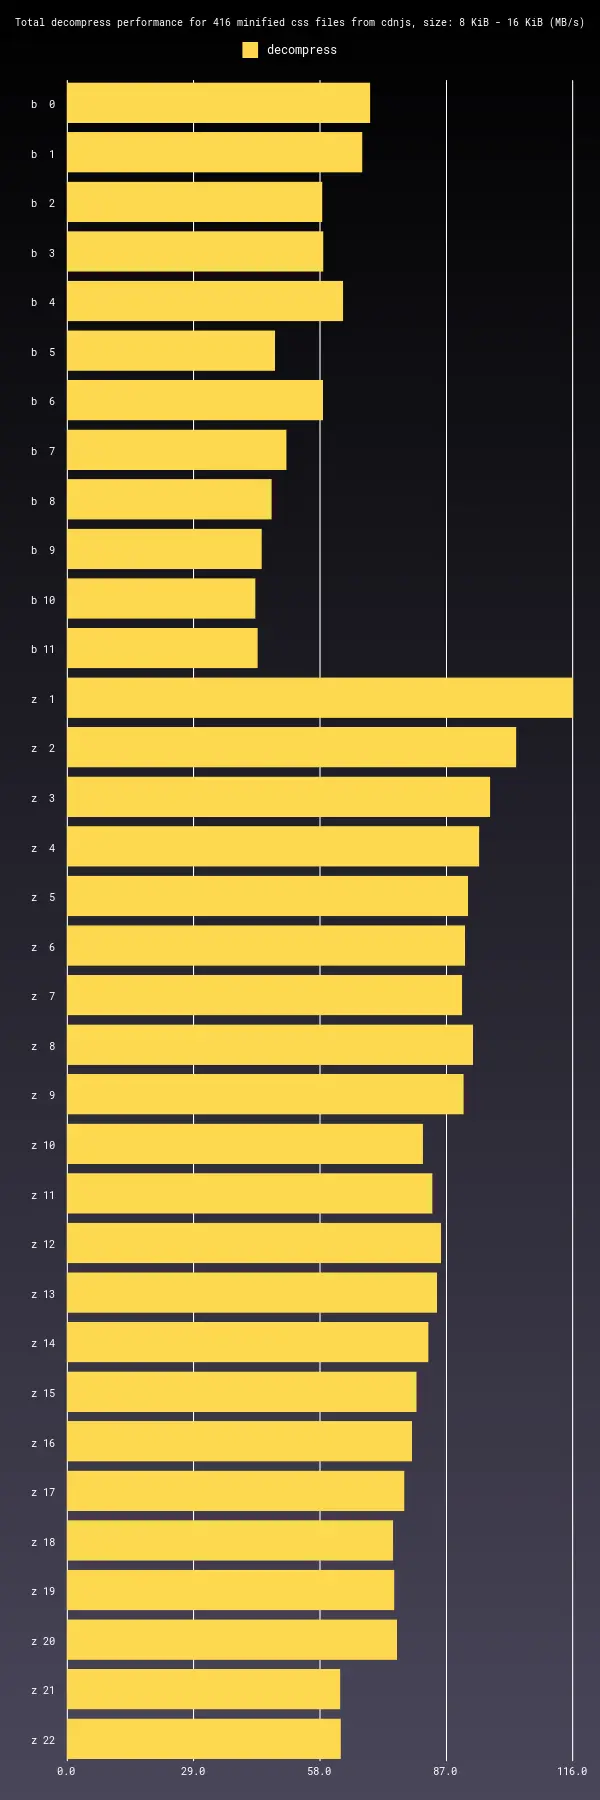 Total decompress performance for 416 minified css files from cdnjs, size: 8 KiB - 16 KiB (MB/s)
decompress
b  0
b  1
b  2
b  3
b  4
b  5
b  6
b  7
b  8
b  9
b 10
b 11
z  1
z  2
z  3
z  4
z  5
z  6
z  7
z  8
z  9
z 10
z 11
z 12
z 13
z 14
z 15
z 16
z 17
z 18
z 19
z 20
z 21
z 22
0.0 29.0 58.0 87.0 116.0